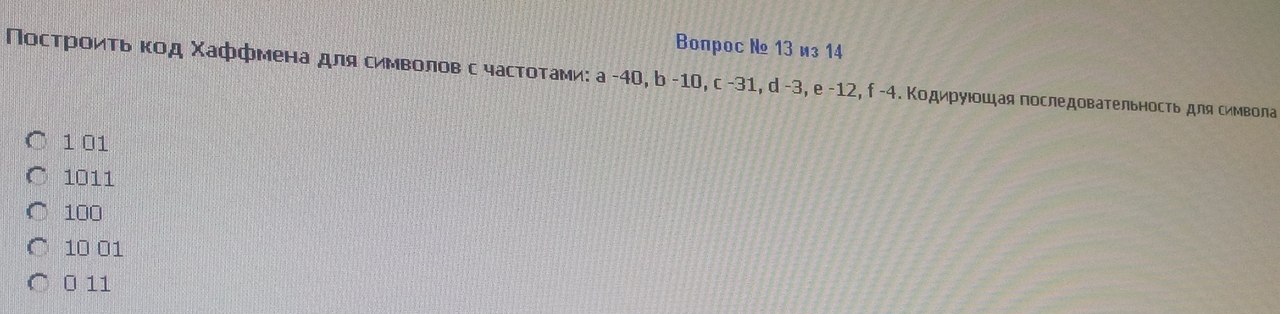 Вопрос № 13 из 14
Построить код Хаффмена для символов с частотами: a -40, b -10, c -31, d -3, e -12, f -4. Кодирующая последовательность для символа
1 01
1011
100
10 01
0 11